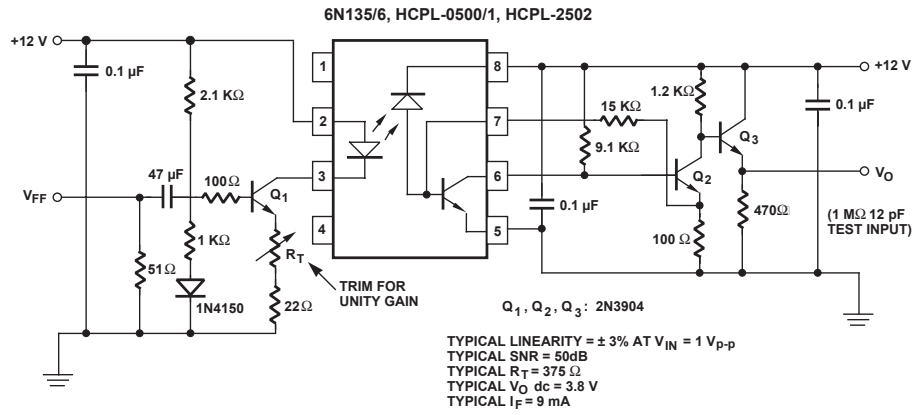 6N135/6, HCPL-0500/1, HCPL-2502
+12 V
0.1 µF
2.1 KΩ
1
2
3
4
8
7
6
5
+12 V
15 KΩ
1.2 KΩ
0.1 µF
9.1 KΩ
Q3
Q2
VO
VFF
47 µF
100Ω
Q1
0.1 µF
470Ω
(1 MΩ 12 pF
TEST INPUT)
100 Ω
51Ω
1 KΩ
RT
1N4150
22Ω
TRIM FOR
UNITY GAIN
Q1, Q2, Q3: 2N3904
TYPICAL LINEARITY = ± 3% AT VIN = 1 Vp-p
TYPICAL SNR = 50dB
TYPICAL RT = 375 Ω
TYPICAL VO dc = 3.8 V
TYPICAL IF = 9 mA